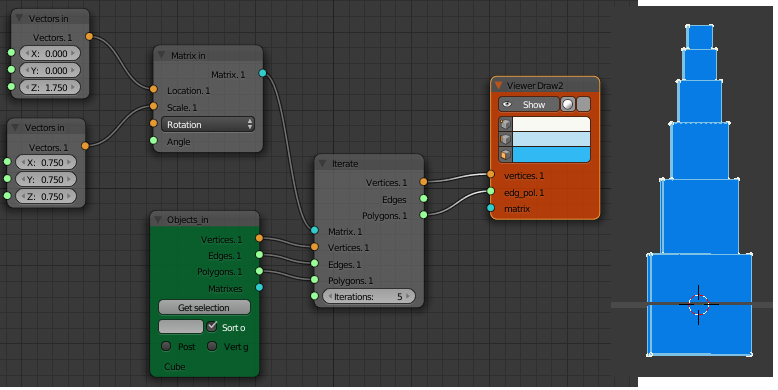 Vectors in
Vectors. 1
X: 0.000
Y: 0.000
Z: 1.750
Vectors in
Vectors. 1
X: 0.750
Y: 0.750
Z: 0.750
Matrix in
Matrix. 1
Location. 1
Scale. 1
Rotation
Angle
Objects_in
Vertices. 1
Edges. 1
Polygons. 1
Matrixes
Get selection
Sort o
Post Vert g
Cube
Iterate
Vertices. 1
Edges
Polygons. 1
Matrix. 1
Vertices. 1
Edges. 1
Polygons. 1
Iterations: 5
Viewer Draw2
Show
vertices. 1
edg_pol. 1
matrix